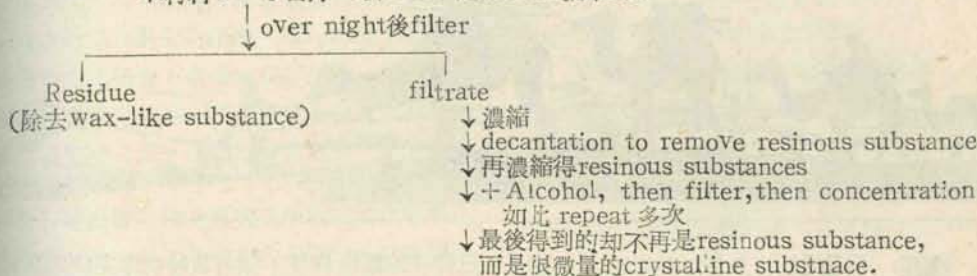 over night後filter
Residue
(除去wax-like substance)
filtrate
↓濃縮
↓decantation to remove resinous substance
↓再濃縮得resinous substances
↓+Alcohol, then filter,then concentration
如此 repeat 多次
↓最後得到的却不再是resinous substance,
而是很微量的crystalline substnace.